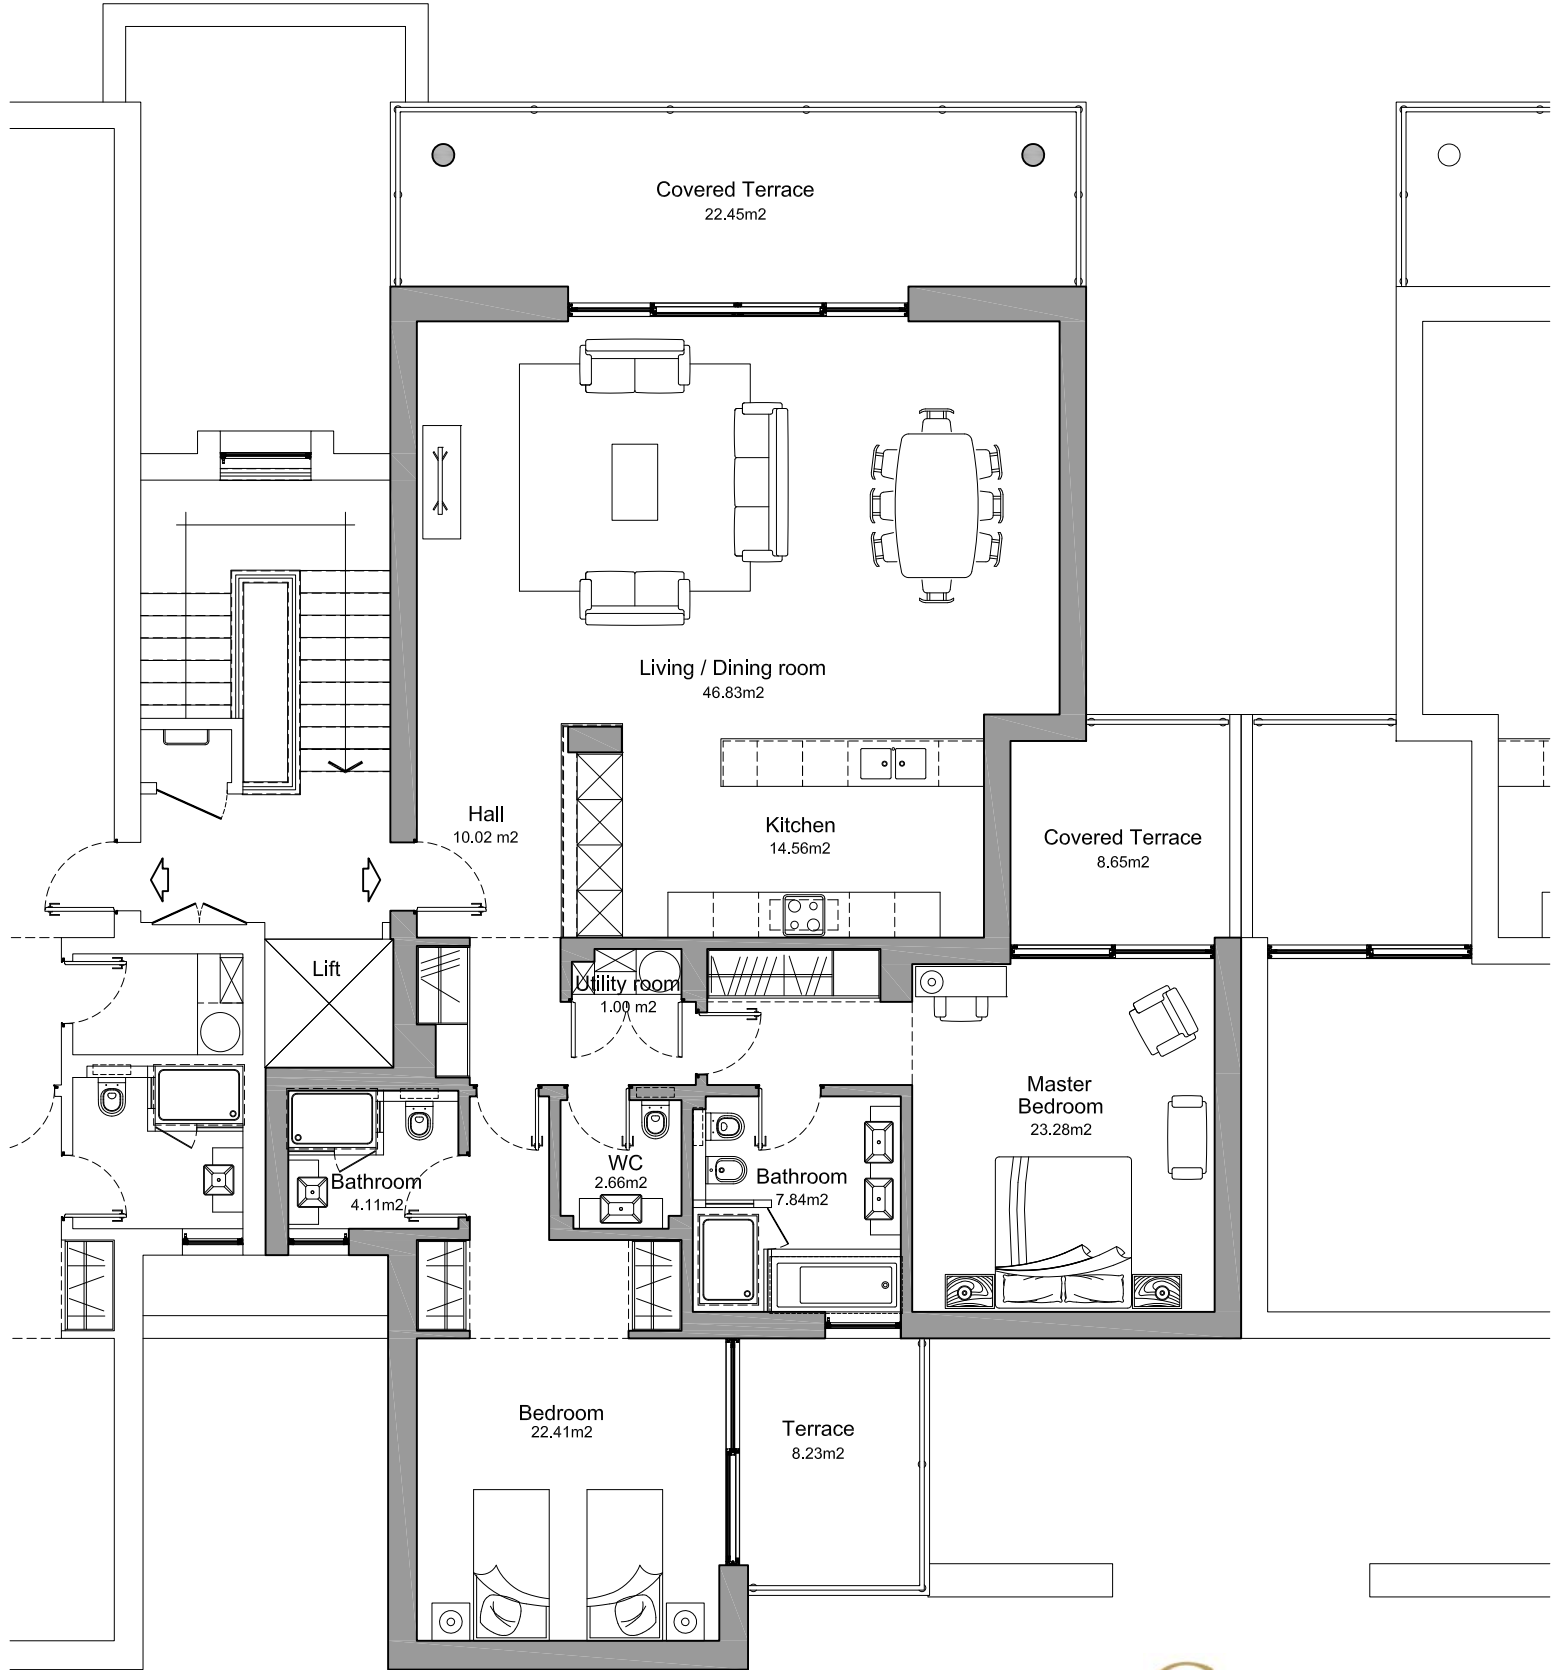 Covered Terrace
22.45m2
Living / Dining room
46.83m2
Hall
10.02 m2
Kitchen
14.56m2
Covered Terrace
8.65m2
Lift
Utility room
1.00 m2
Master
Bedroom
23.28m2
Bathroom
4.11m2
WC
2.66m2
Bathroom
7.84m2
Bedroom
22.41m2
Terrace
8.23m2